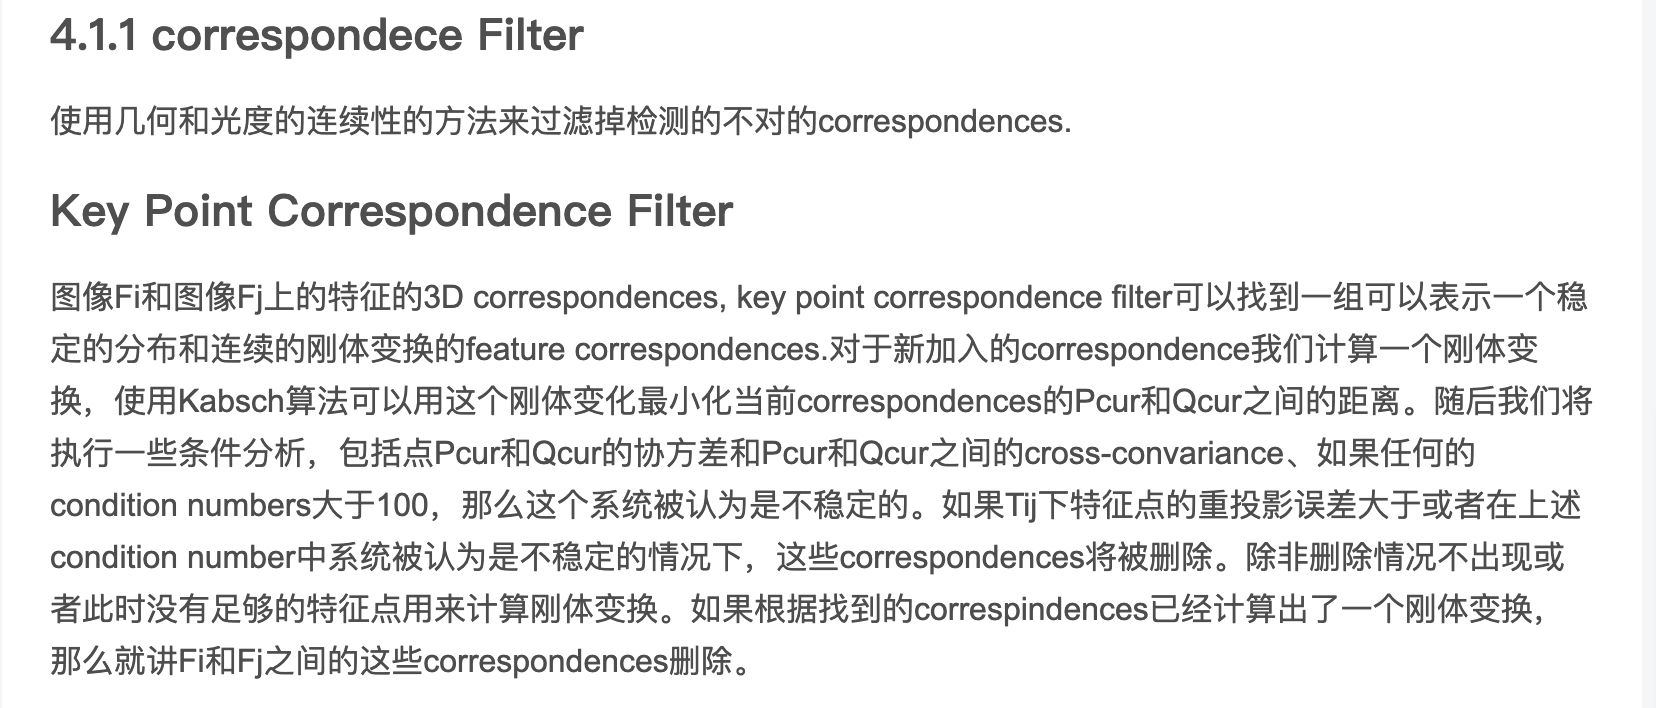 4.1.1 correspondece Filter
使用几何和光度的连续性的方法来过滤掉检测的不对的correspondences.
Key Point Correspondence Filter
图像Fi和图像Fj上的特征的3D correspondences, key point correspondence filter可以找到一组可以表示一个稳
定的分布和连续的刚体变换的feature correspondences.对于新加入的correspondence我们计算一个刚体变
换，使用Kabsch算法可以用这个刚体变化最小化当前correspondences的Pcur和Qcur之间的距离。随后我们将
执行一些条件分析，包括点Pcur和Qcur的协方差和Pcur和Qcur之间的cross-convariance、如果任何的
condition numbers大于100，那么这个系统被认为是不稳定的。如果Tij下特征点的重投影误差大于或者在上述
condition number中系统被认为是不稳定的情况下，这些correspondences将被删除。除非删除情况不出现或
者此时没有足够的特征点用来计算刚体变换。如果根据找到的correspindences已经计算出了一个刚体变换，
那么就讲Fi和Fj之间的这些correspondences删除。